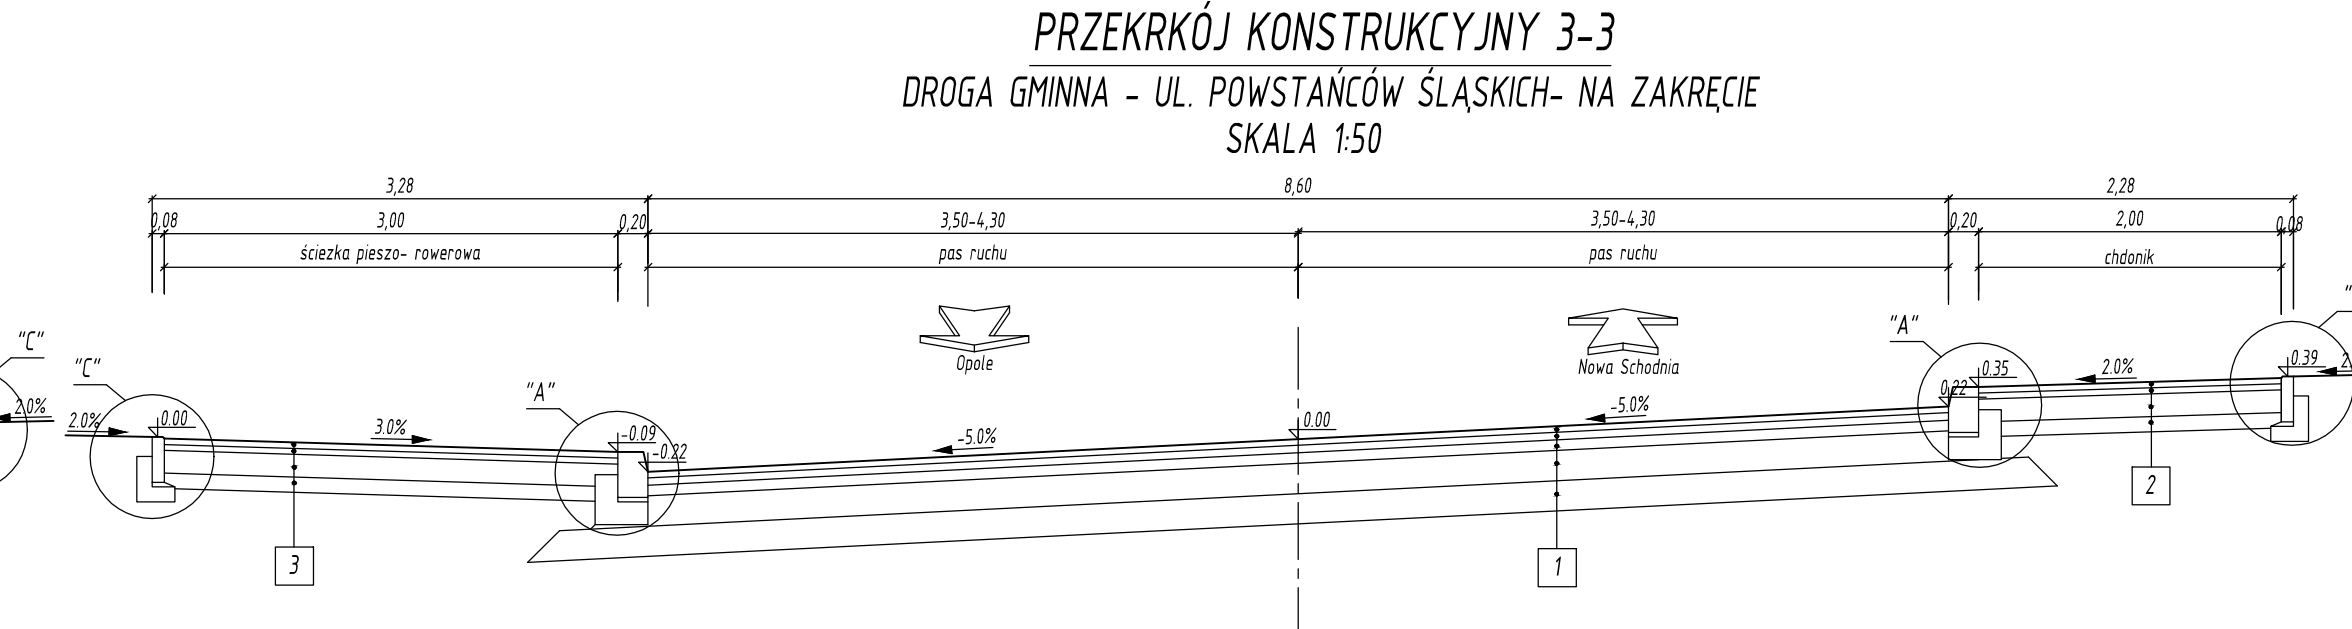 PRZEKRKÓJ KONSTRUKCYJNY 3-3
DROGA GMINNA - UL. POWSTAŃCÓW ŚLĄSKICH- NA ZAKRĘCIE
SKALA 1:50
3,28 8,60 2,28
0,08 3,00 0,20 3,50-4,30 3,50-4,30 0,20 2,00 0,08
ściezka pieszo- rowerowa pas ruchu pas ruchu chdonik
Opole Nowa Schodnia
"C" "C" "A" "A"
2.0% 2.0% 0.00 3.0% -0.09 -0.22 -5.0% 0.00 -5.0% 0.22 0.35 2.0% 0.39
3 1 2